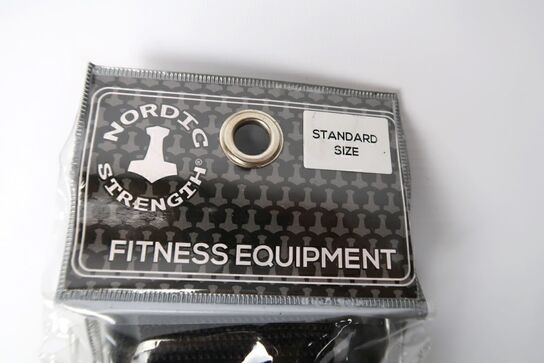 NORDIC
STRENGTH®
STANDARD
SIZE
FITNESS EQUIPMENT